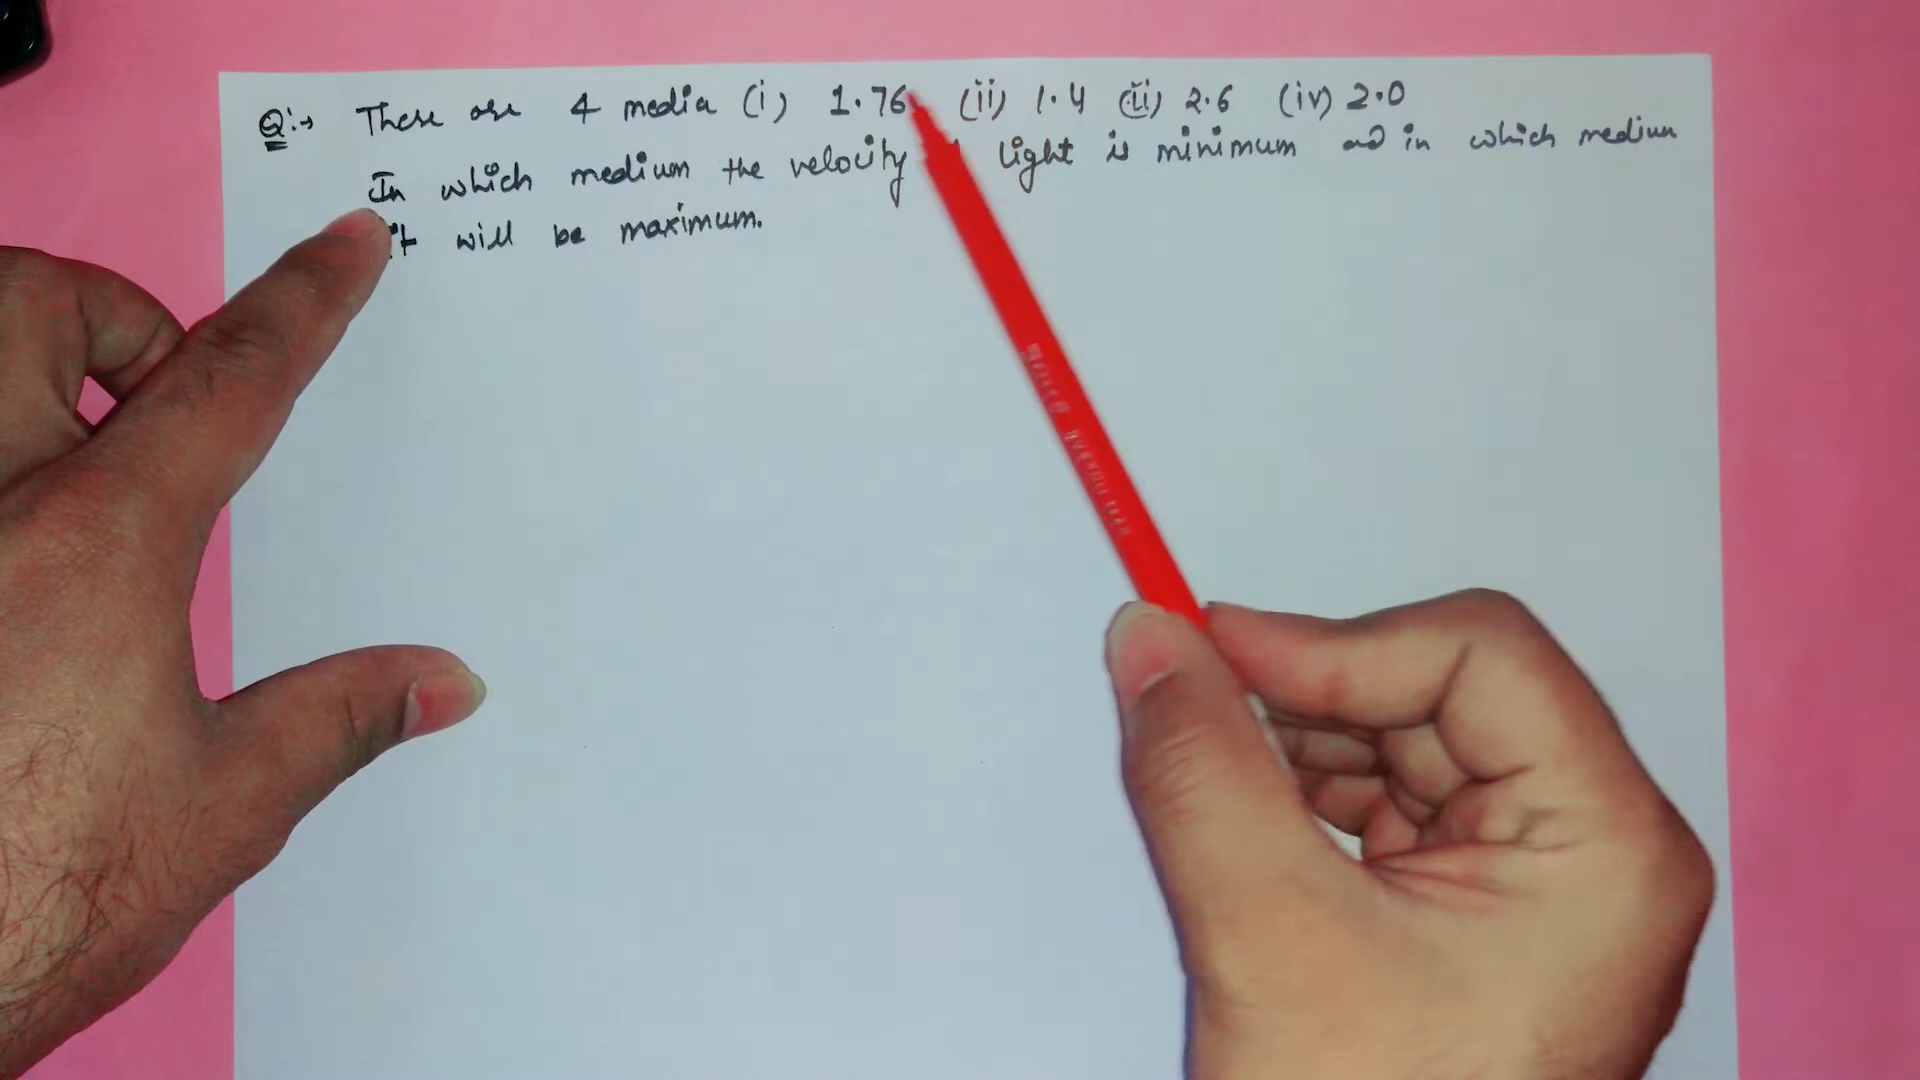 Q:→ There are 4 media (i) 1.76 (ii) 1.4 (iii) 2.6 (iv) 2.0
In which medium the velocity light is minimum and in which medium
it will be maximum.